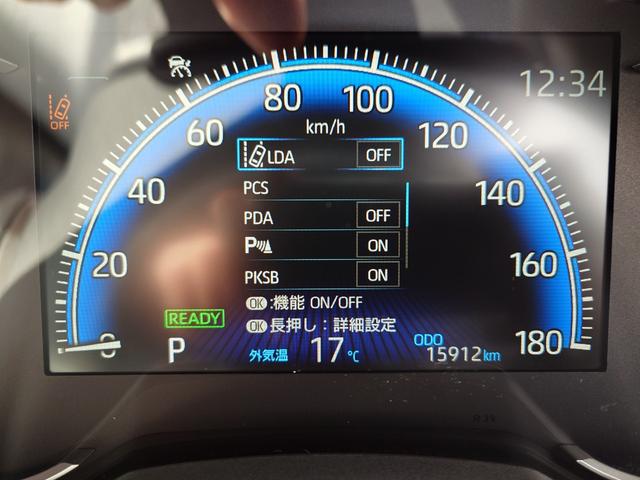 12:34
OFF
80
100
60
120
km/h
LDA OFF
40
PCS
140
PDA OFF
P ON
20
160
PKSB ON
OK:機能 ON/OFF
READY
OK長押し:詳細設定
0
P
外気温 17℃
ODO
15912km
180